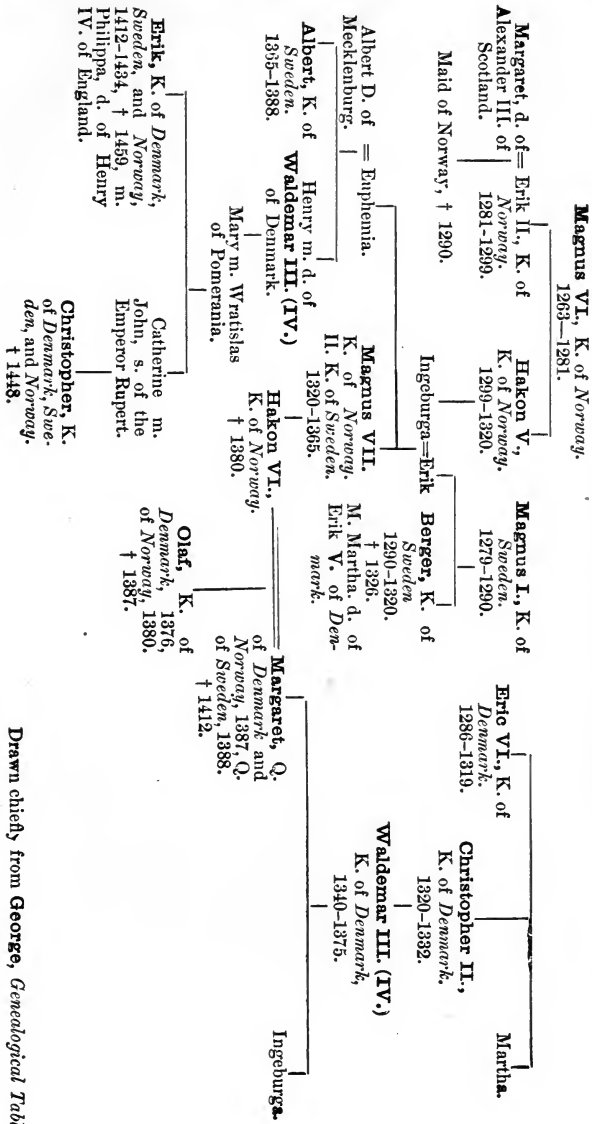 Magnus VI., K. of Norway.
1263—1281.
Margaret, d. of = Erik II., K. of
Alexander III. of
Scotland.
Norway.
1281-1299.
Hakon V.,
K. of Norway.
1299-1320.
Magnus I., K. of
Sweden.
1279-1290.
Eric VI., K. of
Denmark.
1286-1319.
Christopher II.,
K. of Denmark.
1320-1332.
Martha.
Maid of Norway, † 1290.
Ingeburga=Erik
Berger, K. of
Sweden
1290-1320.
† 1326.
M. Martha. d. of
Erik V. of Den-
mark.
Waldemar III. (IV.)
K. of Denmark,
1340-1375.
Albert D. of = Euphemia.
Mecklenburg.
Magnus VII.
K. of Norway.
II. K. of Sweden.
1320-1365.
Albert, K. of
Sweden.
1365-1388.
Henry m. d. of
Waldemar III. (IV.)
of Denmark.
Hakon VI.,
K. of Norway.
† 1380.
Margaret, Q.
of Denmark and
Norway, 1387, Q.
of Sweden, 1388.
† 1412.
Ingeburga.
Mary m. Wratislas
of Pomerania.
Olaf, K. of
Denmark, 1376,
of Norway, 1380.
† 1387.
Erik, K. of Denmark,
Sweden, and Norway,
1412-1434, † 1459, m.
Philippa, d. of Henry
IV. of England.
Catherine m.
John, s. of the
Emperor Rupert.
Christopher, K.
of Denmark, Swe-
den, and Norway.
† 1448.
Drawn chiefly from George, Genealogical Tabl